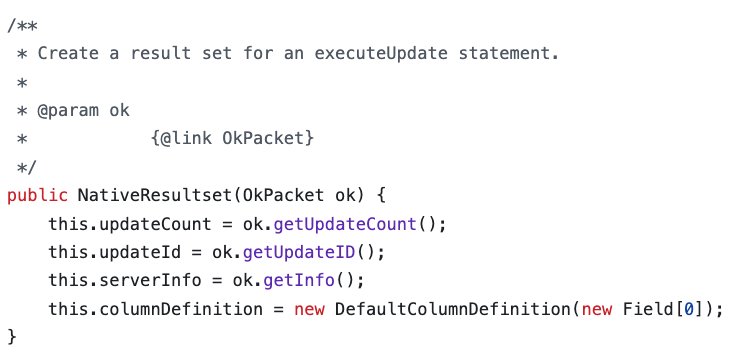 /**
 * Create a result set for an executeUpdate statement.
 *
 * @param ok
 *            {@link OkPacket}
 */
public NativeResultset(OkPacket ok) {
    this.updateCount = ok.getUpdateCount();
    this.updateId = ok.getUpdateID();
    this.serverInfo = ok.getInfo();
    this.columnDefinition = new DefaultColumnDefinition(new Field[0]);
}